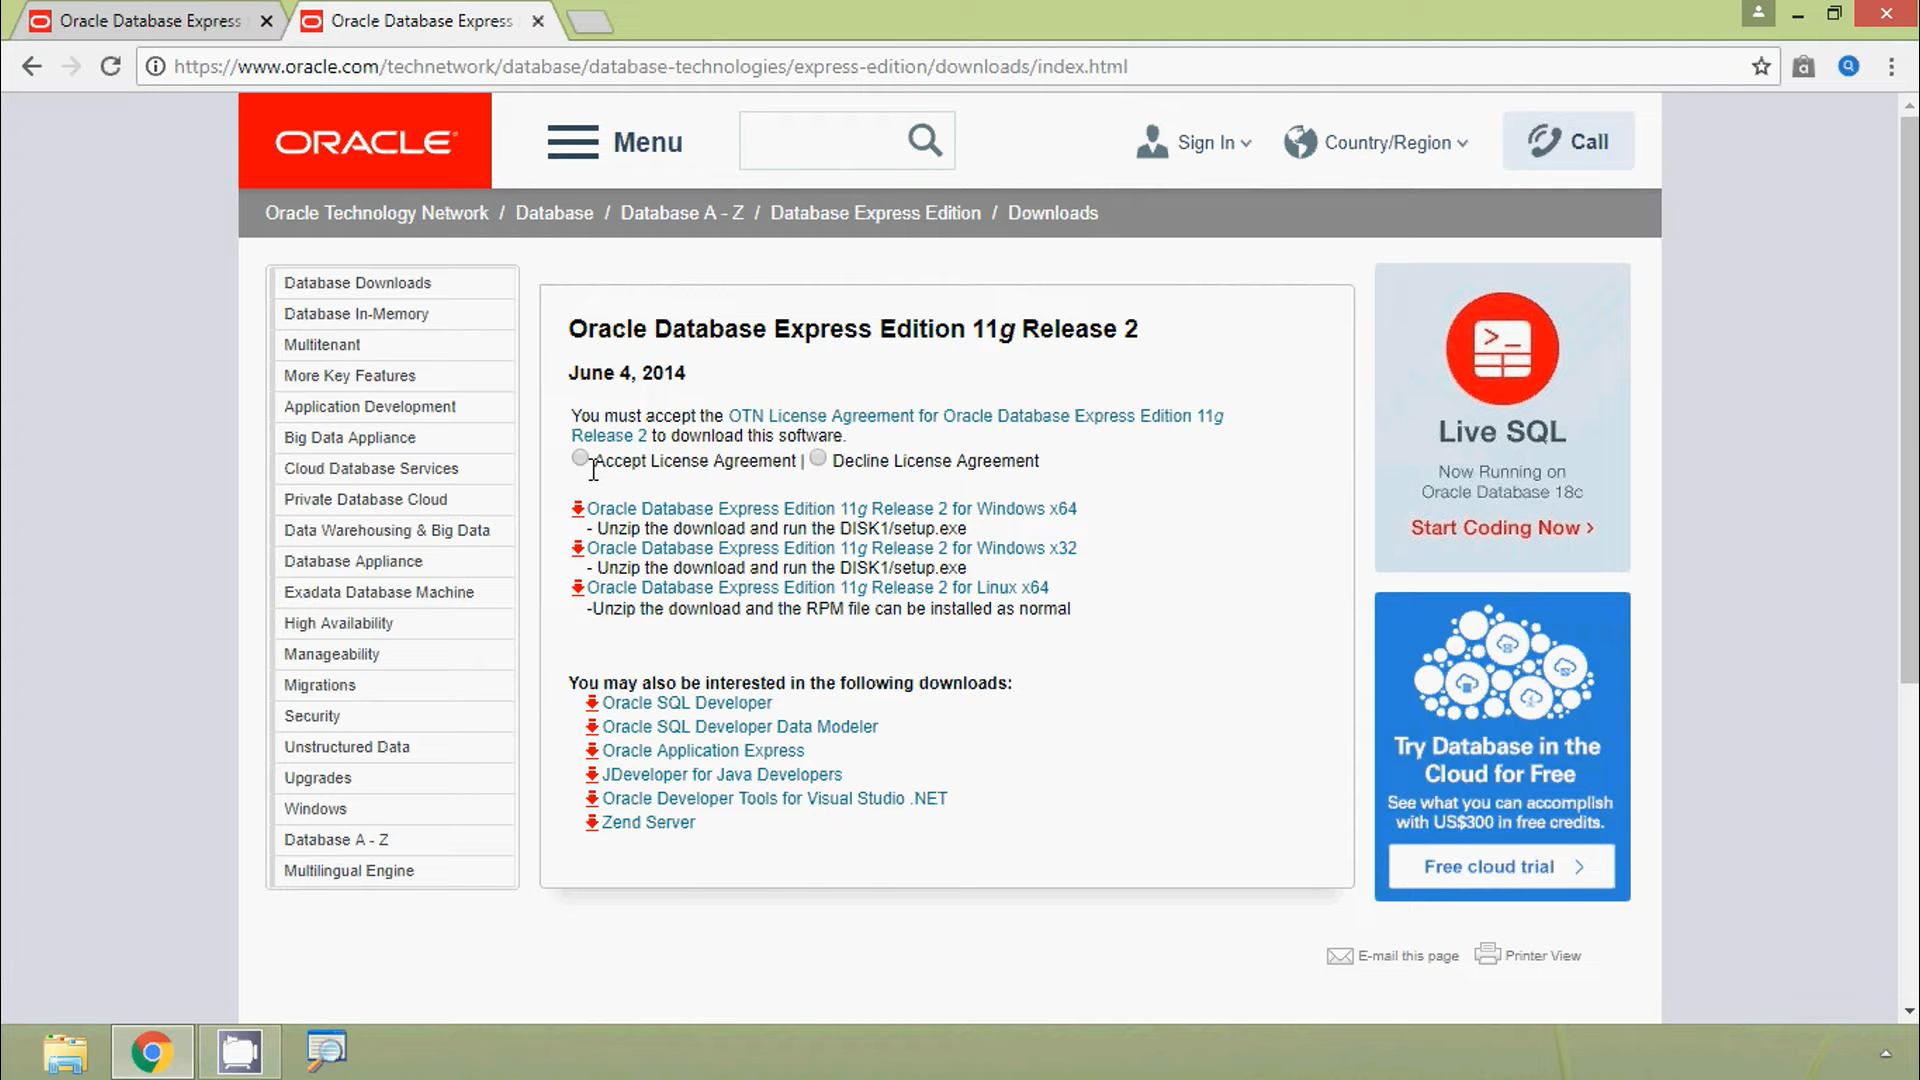 Oracle Database Express
Oracle Database Express
https://www.oracle.com/technetwork/database/database-technologies/express-edition/downloads/index.html
ORACLE
Menu
Sign In
Country/Region
Call
Oracle Technology Network / Database / Database A - Z / Database Express Edition / Downloads
Database Downloads
Database In-Memory
Multitenant
More Key Features
Application Development
Big Data Appliance
Cloud Database Services
Private Database Cloud
Data Warehousing & Big Data
Database Appliance
Exadata Database Machine
High Availability
Manageability
Migrations
Security
Unstructured Data
Upgrades
Windows
Database A - Z
Multilingual Engine
Oracle Database Express Edition 11g Release 2
June 4, 2014
You must accept the OTN License Agreement for Oracle Database Express Edition 11g
Release 2 to download this software.
Accept License Agreement | Decline License Agreement
Oracle Database Express Edition 11g Release 2 for Windows x64
- Unzip the download and run the DISK1/setup.exe
Oracle Database Express Edition 11g Release 2 for Windows x32
- Unzip the download and run the DISK1/setup.exe
Oracle Database Express Edition 11g Release 2 for Linux x64
-Unzip the download and the RPM file can be installed as normal
You may also be interested in the following downloads:
Oracle SQL Developer
Oracle SQL Developer Data Modeler
Oracle Application Express
JDeveloper for Java Developers
Oracle Developer Tools for Visual Studio .NET
Zend Server
Live SQL
Now Running on
Oracle Database 18c
Start Coding Now >
Try Database in the
Cloud for Free
See what you can accomplish
with US$300 in free credits.
Free cloud trial
E-mail this page
Printer View